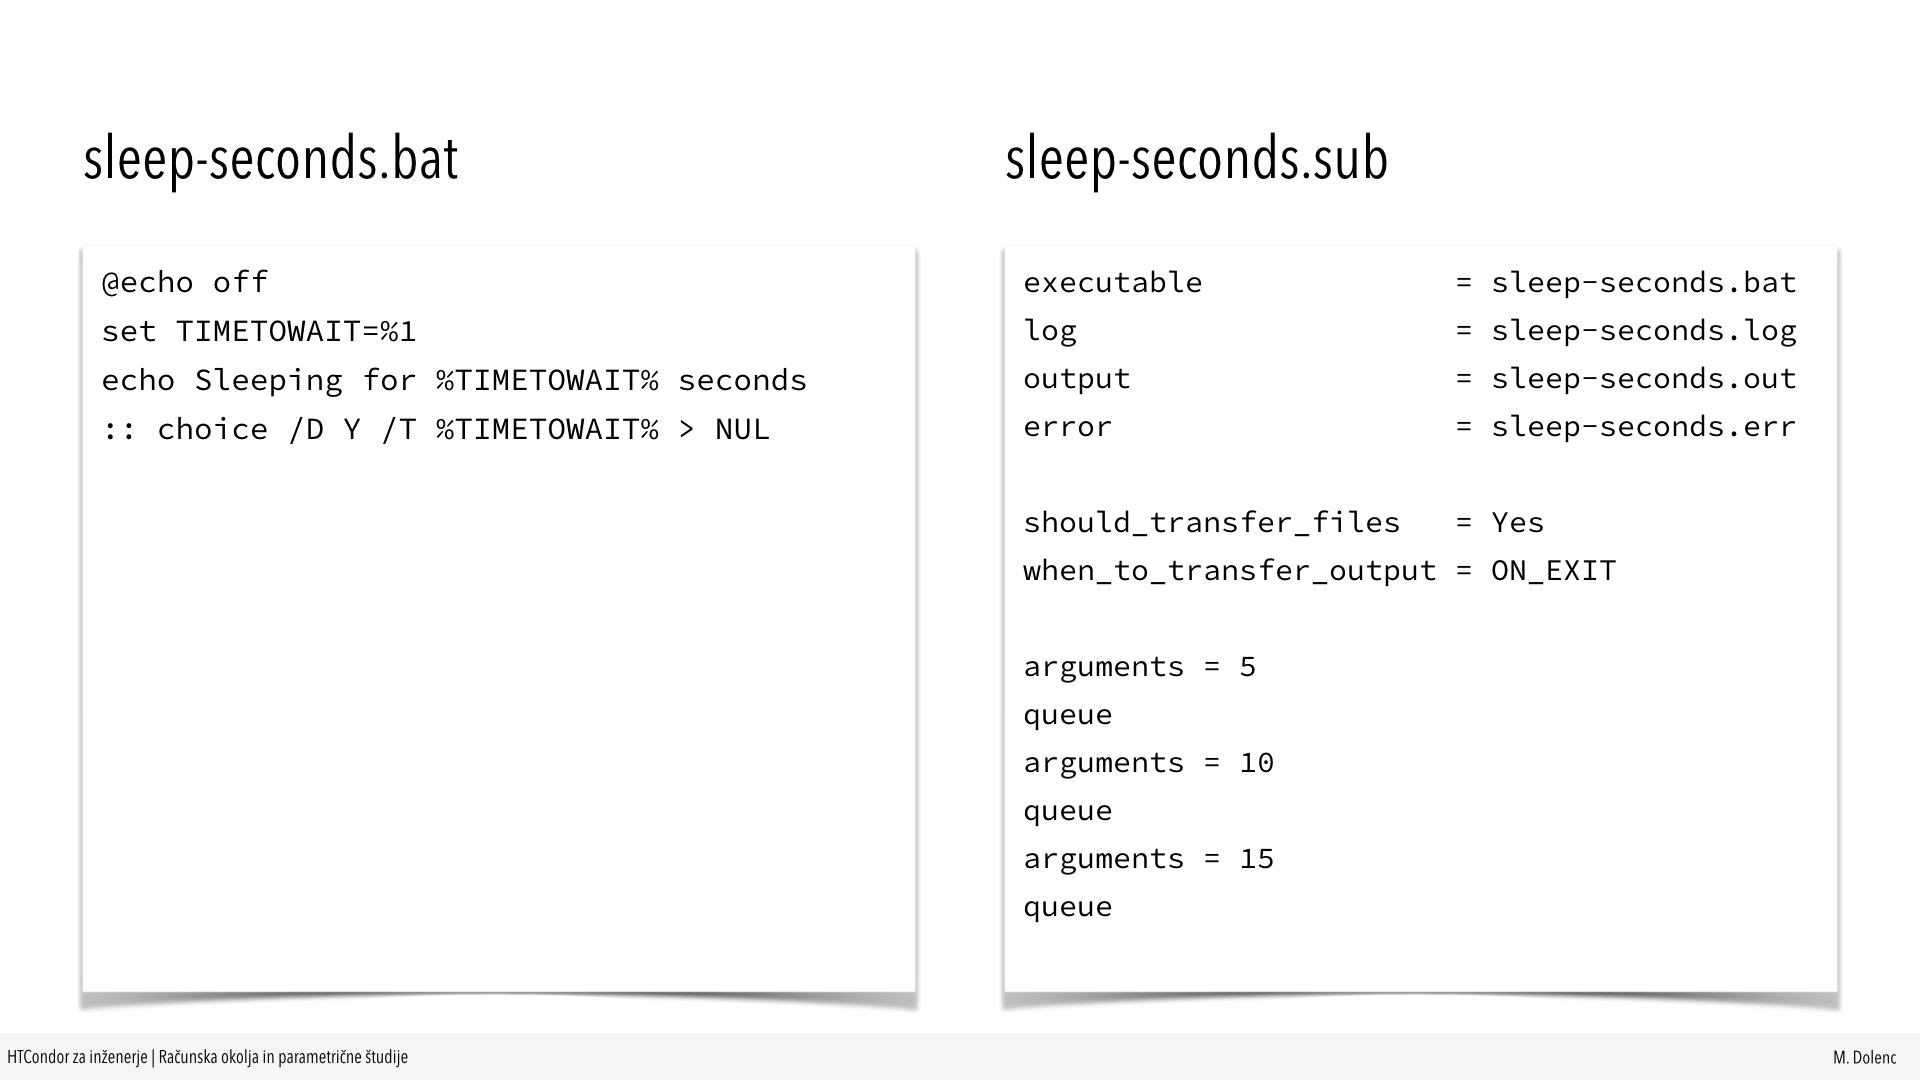 sleep-seconds.bat
@echo off
set TIMETOWAIT=%1
echo Sleeping for %TIMETOWAIT% seconds
:: choice /D Y /T %TIMETOWAIT% > NUL
sleep-seconds.sub
executable              = sleep-seconds.bat
log                     = sleep-seconds.log
output                  = sleep-seconds.out
error                   = sleep-seconds.err
should_transfer_files   = Yes
when_to_transfer_output = ON_EXIT
arguments = 5
queue
arguments = 10
queue
arguments = 15
queue
HTCondor za inženerje | Računska okolja in parametrične študije
M. Dolenc